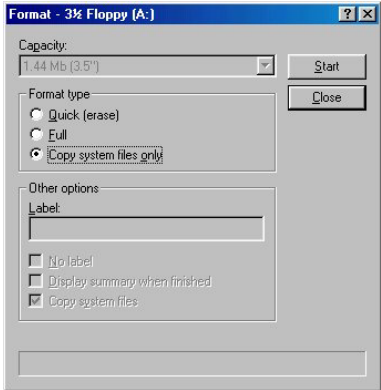 Format - 3½ Floppy (A:)
Capacity:
1.44 Mb (3.5")
Start
Format type
Close
Quick (erase)
Full
Copy system files only
Other options
Label:
No label
Display summary when finished
Copy system files